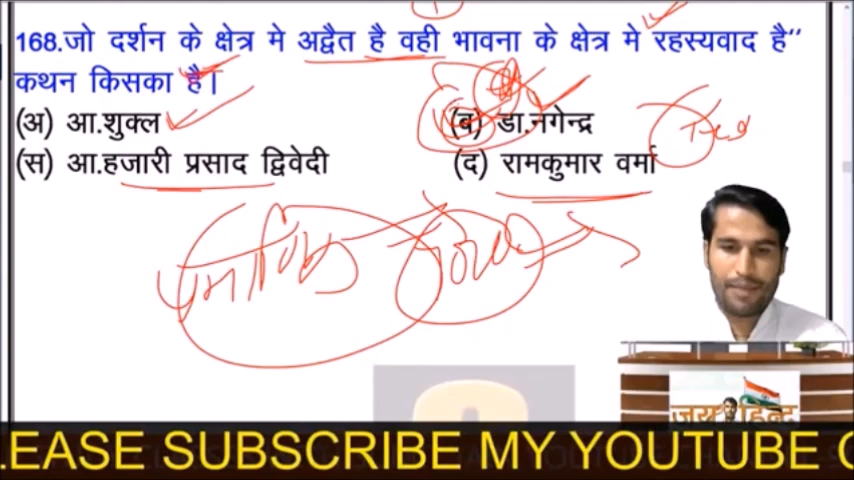 168.जो दर्शन के क्षेत्र मे अद्वैत है वही भावना के क्षेत्र मे रहस्यवाद है"
कथन किसका है।
(अ) आ.शुक्ल (ब) डा.नगेन्द्र
(स) आ.हजारी प्रसाद द्विवेदी (द) रामकुमार वर्मा
जय हिन्द
LEASE SUBSCRIBE MY YOUTUBE C